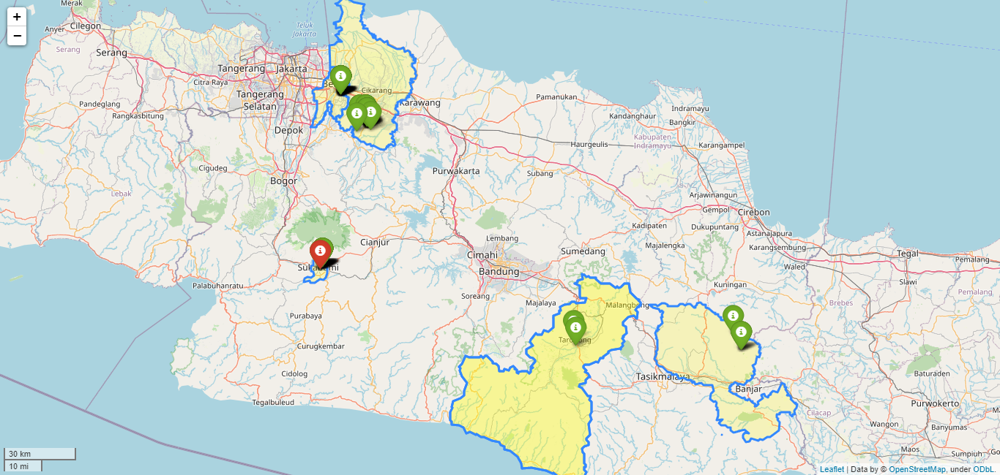 +
−
Merak
Anyer
Cilegon
Serang
Serang
Teluk
Jakarta
Tangerang
Jakarta
Citra Raya
Tangerang
Selatan
Pandeglang
Rangkasbitung
Depok
Cikarang
Karawang
Pamanukan
Indramayu
Kandanghaur
Bangkir
Kabupaten
Indramayu
Haurgeulis
Karangampel
Cigudeg
Bogor
Purwakarta
Subang
Lebak
Arjawinangun
Gempol
Cirebon
Kadipaten
Dukupuntang
Astanajapura
Lembang
Cianjur
Majalengka
Karangsembung
Tegal
Cimahi
Sumedang
Pemalang
Bandung
Waled
Slawi
Palabuhanratu
Kuningan
Pemalang
Soreang
Majalaya
Malangbong
Brebes
Purabaya
Curugkembar
Cidolog
Tasikmalaya
Baturaden
Banjar
Tegalbuleud
Purwokerto
Cilacap
Wangon
Banyumas
Maos
Sumpiuh
30 km
10 mi
Leaflet | Data by © OpenStreetMap, under ODbL.